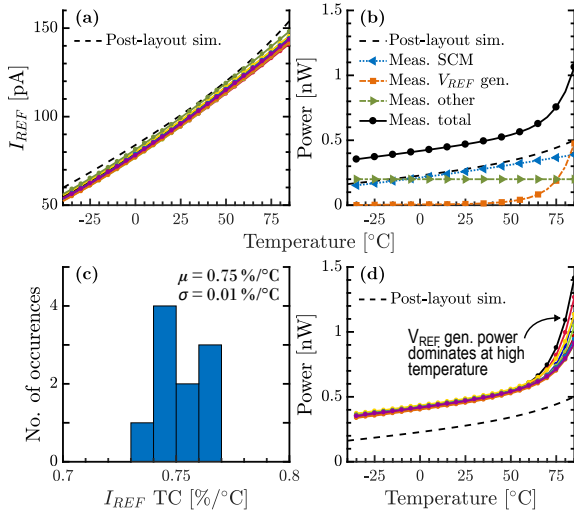 (a)
Post-layout sim.
I_REF [pA]
150
100
50
-25
0
25
50
75
(b)
Post-layout sim.
Meas. SCM
Meas. V_REF gen.
Meas. other
Meas. total
Power [nW]
1.5
1
0.5
0
-25
0
25
50
75
Temperature [°C]
(c)
μ = 0.75 %/°C
σ = 0.01 %/°C
No. of occurences
4
2
0
0.7
0.75
0.8
I_REF TC [%/°C]
(d)
Post-layout sim.
V_REF gen. power
dominates at high
temperature
Power [nW]
1.5
1
0.5
0
-25
0
25
50
75
Temperature [°C]